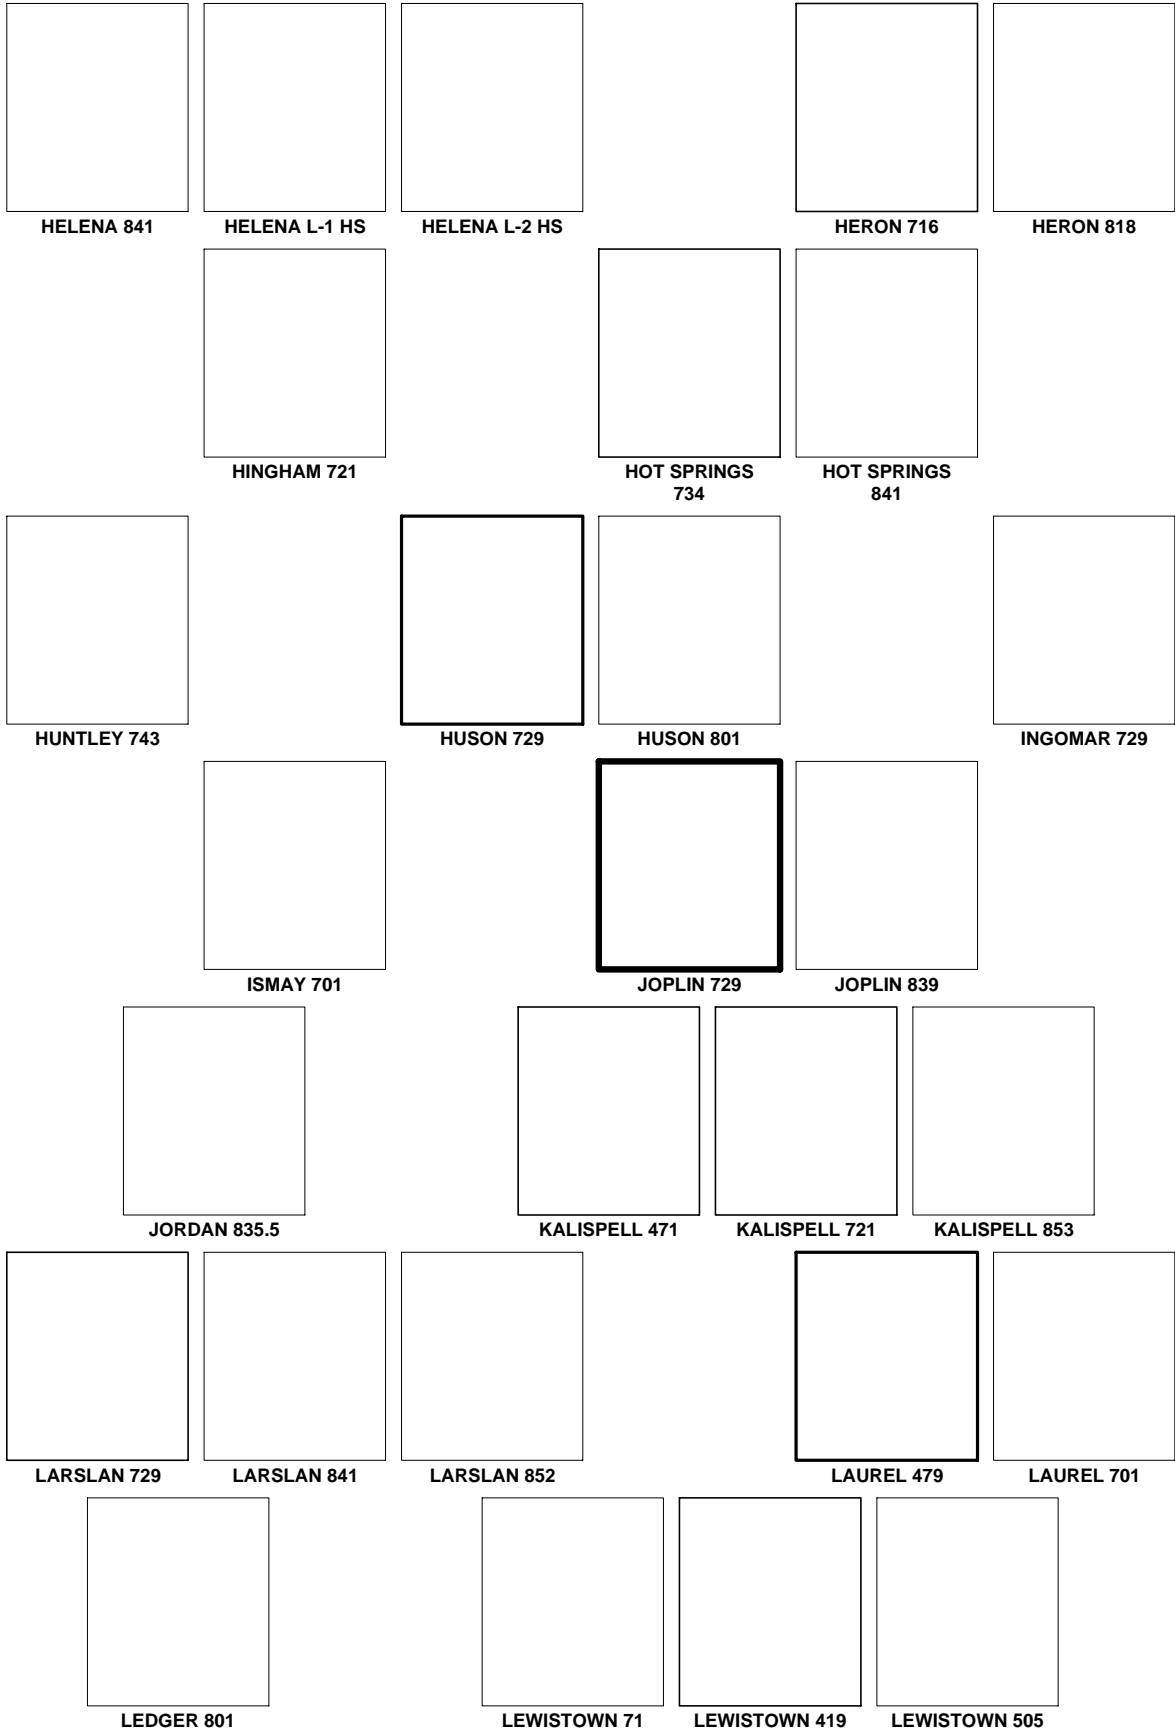 HELENA 841
HELENA L-1 HS
HELENA L-2 HS
HERON 716
HERON 818
HINGHAM 721
HOT SPRINGS
734
HOT SPRINGS
841
HUNTLEY 743
HUSON 729
HUSON 801
INGOMAR 729
ISMAY 701
JOPLIN 729
JOPLIN 839
JORDAN 835.5
KALISPELL 471
KALISPELL 721
KALISPELL 853
LARSLAN 729
LARSLAN 841
LARSLAN 852
LAUREL 479
LAUREL 701
LEDGER 801
LEWISTOWN 71
LEWISTOWN 419
LEWISTOWN 505